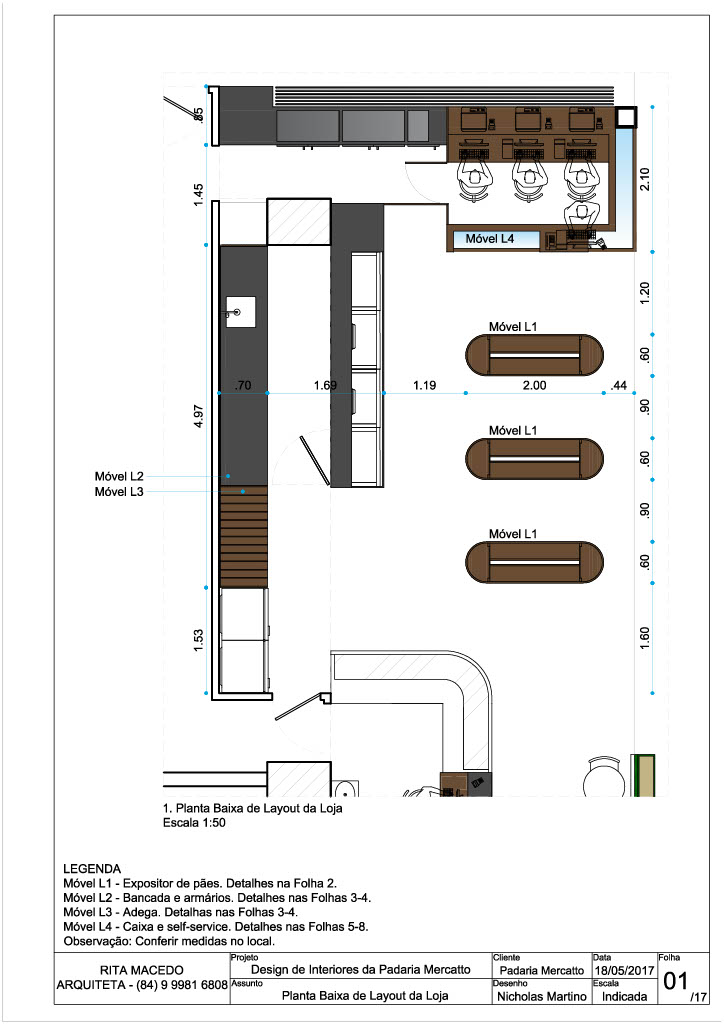 .85
1.45
2.10
Móvel L4
1.20
Móvel L1
.60
.70
1.69
1.19
2.00
.44
.90
4.97
Móvel L1
.60
Móvel L2
Móvel L3
.90
Móvel L1
.60
1.53
1.60
1. Planta Baixa de Layout da Loja
Escala 1:50
LEGENDA
Móvel L1 - Expositor de pães. Detalhes na Folha 2.
Móvel L2 - Bancada e armários. Detalhes nas Folhas 3-4.
Móvel L3 - Adega. Detalhas nas Folhas 3-4.
Móvel L4 - Caixa e self-service. Detalhes nas Folhas 5-8.
Observação: Conferir medidas no local.
RITA MACEDO
ARQUITETA - (84) 9 9981 6808
Projeto
Design de Interiores da Padaria Mercatto
Assunto
Planta Baixa de Layout da Loja
Cliente
Padaria Mercatto
Desenho
Nicholas Martino
Data
18/05/2017
Escala
Indicada
Folha
01
/17